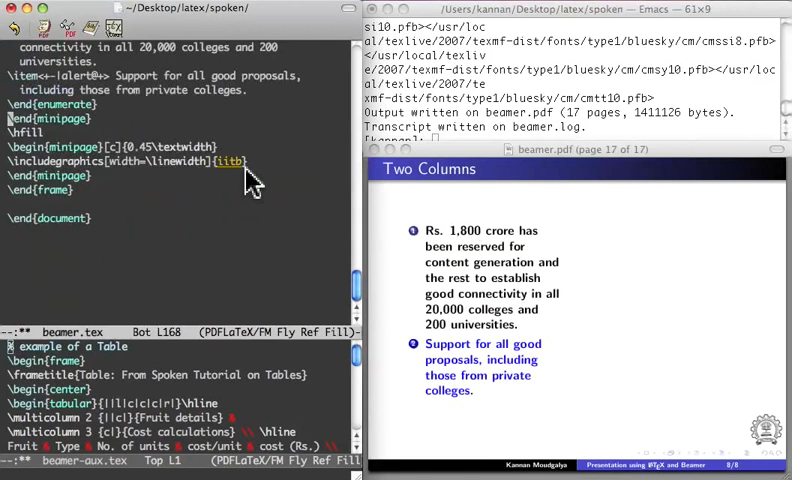 ~/Desktop/latex/spoken/
connectivity in all 20,000 colleges and 200
universities.
\item<+-|alert@+> Support for all good proposals,
including those from private colleges.
\end{enumerate}
\end{minipage}
\hfill
\begin{minipage}[c]{0.45\textwidth}
\includegraphics[width=\linewidth]{iitb}
\end{minipage}
\end{frame}
\end{document}
--:** beamer.tex Bot L168 (PDFLaTeX/FM Fly Ref Fill)
% example of a Table
\begin{frame}
\frametitle{Table: From Spoken Tutorial on Tables}
\begin{center}
\begin{tabular}{||l|c|c|c|r|}\hline
\multicolumn 2 {||c|}{Fruit details} &
\multicolumn 3 {c|}{Cost calculations} \\ \hline
Fruit & Type & No. of units & cost/unit & cost (Rs.) \\
--:** beamer-aux.tex Top L1 (PDFLaTeX/FM Fly Ref Fill)
/Users/kannan/Desktop/latex/spoken — Emacs — 61×9
si10.pfb></usr/loc
al/texlive/2007/texmf-dist/fonts/type1/bluesky/cm/cmssi8.pfb>
</usr/local/texliv
e/2007/texmf-dist/fonts/type1/bluesky/cm/cmsy10.pfb></usr/loc
al/texlive/2007/te
xmf-dist/fonts/type1/bluesky/cm/cmtt10.pfb>
Output written on beamer.pdf (17 pages, 1411126 bytes).
Transcript written on beamer.log.
beamer.pdf (page 17 of 17)
Two Columns
1 Rs. 1,800 crore has
been reserved for
content generation and
the rest to establish
good connectivity in all
20,000 colleges and
200 universities.
2 Support for all good
proposals, including
those from private
colleges.
Kannan Moudgalya Presentation using LATEX and Beamer 8/8